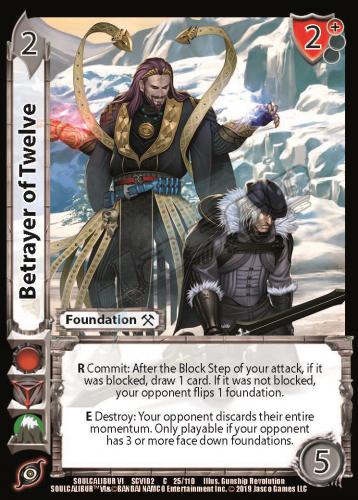 2
2
+
Betrayer of Twelve
Foundation
R Commit: After the Block Step of your attack, if it
was blocked, draw 1 card. If it was not blocked,
your opponent flips 1 foundation.
E Destroy: Your opponent discards their entire
momentum. Only playable if your opponent
has 3 or more face down foundations.
5
SOULCALIBUR VI SCVI02 C 25/110 Illus. Gunship Revolution
SOULCALIBUR™VI&©BANDAI NAMCO Entertainment Inc. © 2019 Jasco Games LLC